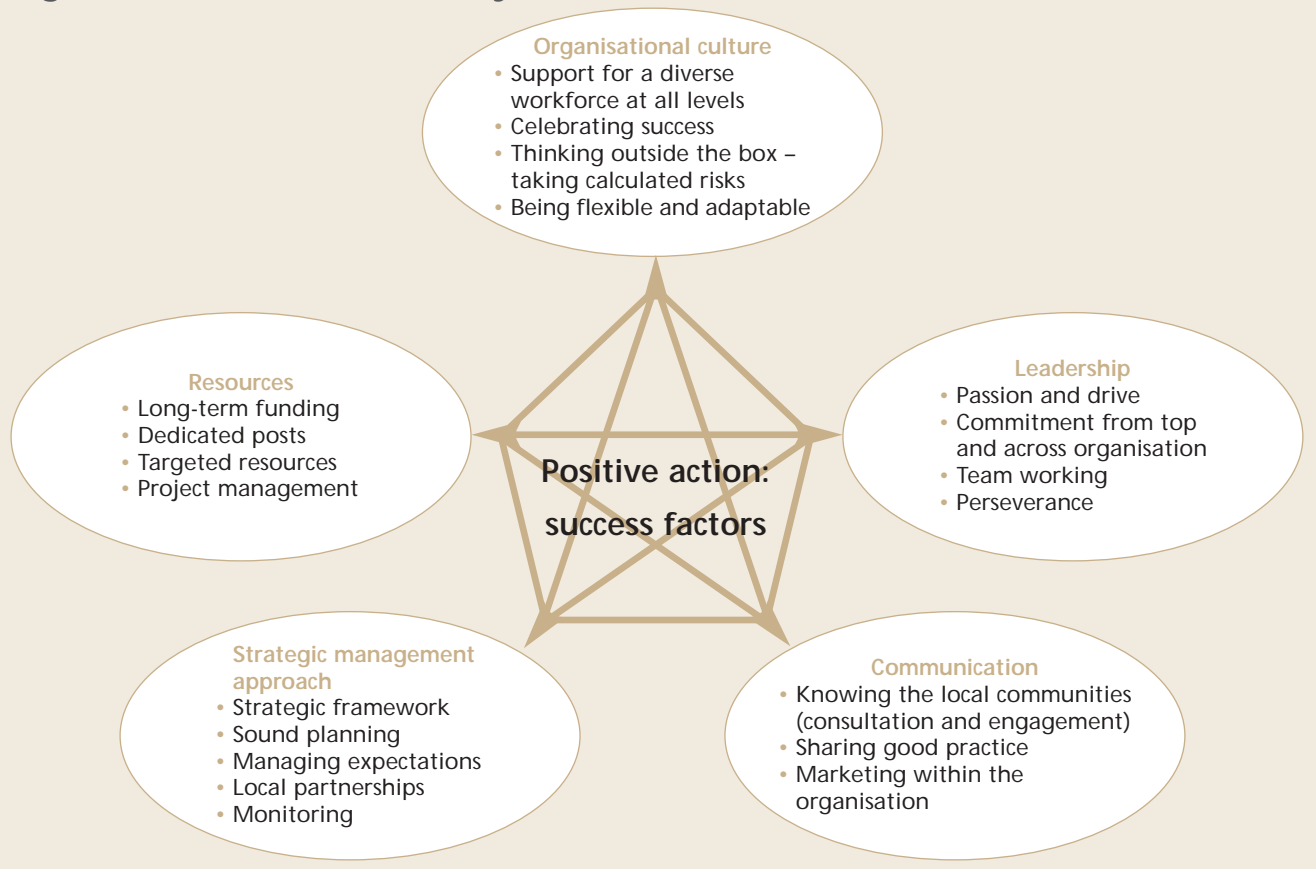 Organisational culture
• Support for a diverse
workforce at all levels
• Celebrating success
• Thinking outside the box –
taking calculated risks
• Being flexible and adaptable
Resources
• Long-term funding
• Dedicated posts
• Targeted resources
• Project management
Leadership
• Passion and drive
• Commitment from top
and across organisation
• Team working
• Perseverance
Positive action:
success factors
Strategic management
approach
• Strategic framework
• Sound planning
• Managing expectations
• Local partnerships
• Monitoring
Communication
• Knowing the local communities
(consultation and engagement)
• Sharing good practice
• Marketing within the
organisation